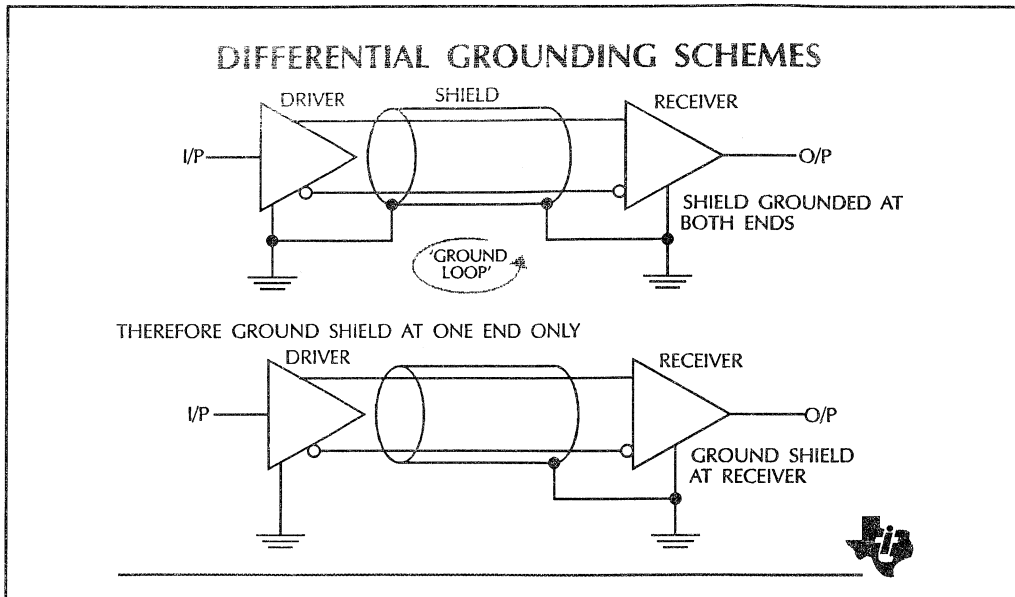 DIFFERENTIAL GROUNDING SCHEMES
DRIVER
SHIELD
RECEIVER
I/P
O/P
SHIELD GROUNDED AT
BOTH ENDS
'GROUND
LOOP'
THEREFORE GROUND SHIELD AT ONE END ONLY
DRIVER
RECEIVER
I/P
O/P
GROUND SHIELD
AT RECEIVER